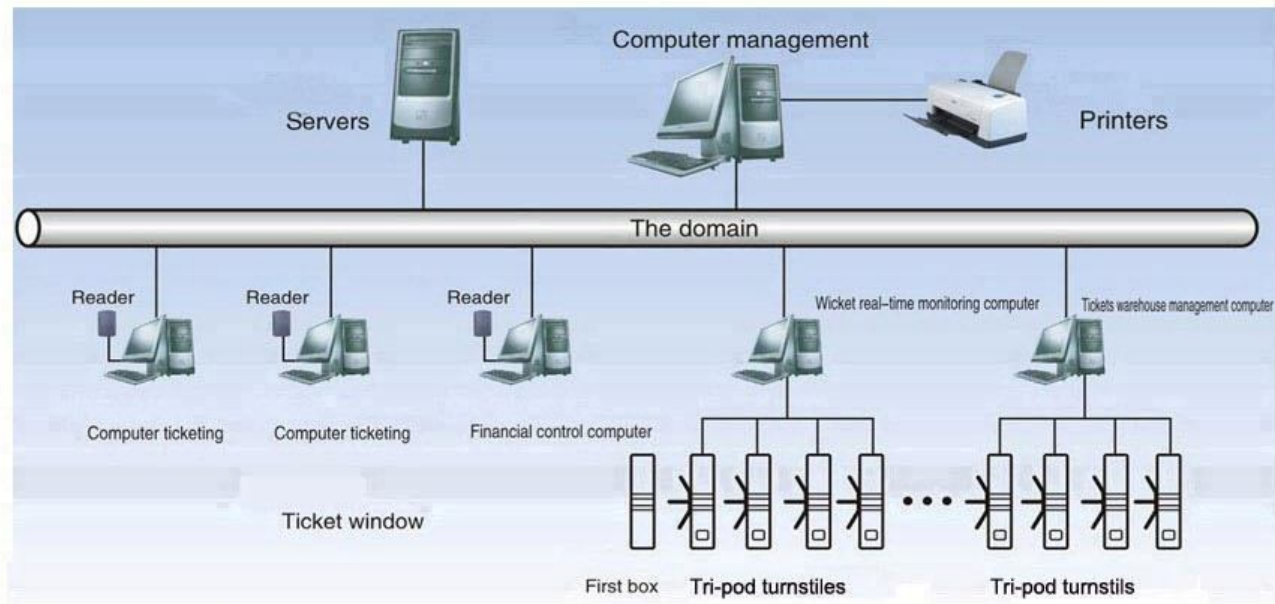 Computer management
Servers
Printers
The domain
Reader
Reader
Reader
Wicket real-time monitoring computer
Tickets warehouse management computer
Computer ticketing
Computer ticketing
Financial control computer
Ticket window
First box
Tri-pod turnstiles
Tri-pod turnstils